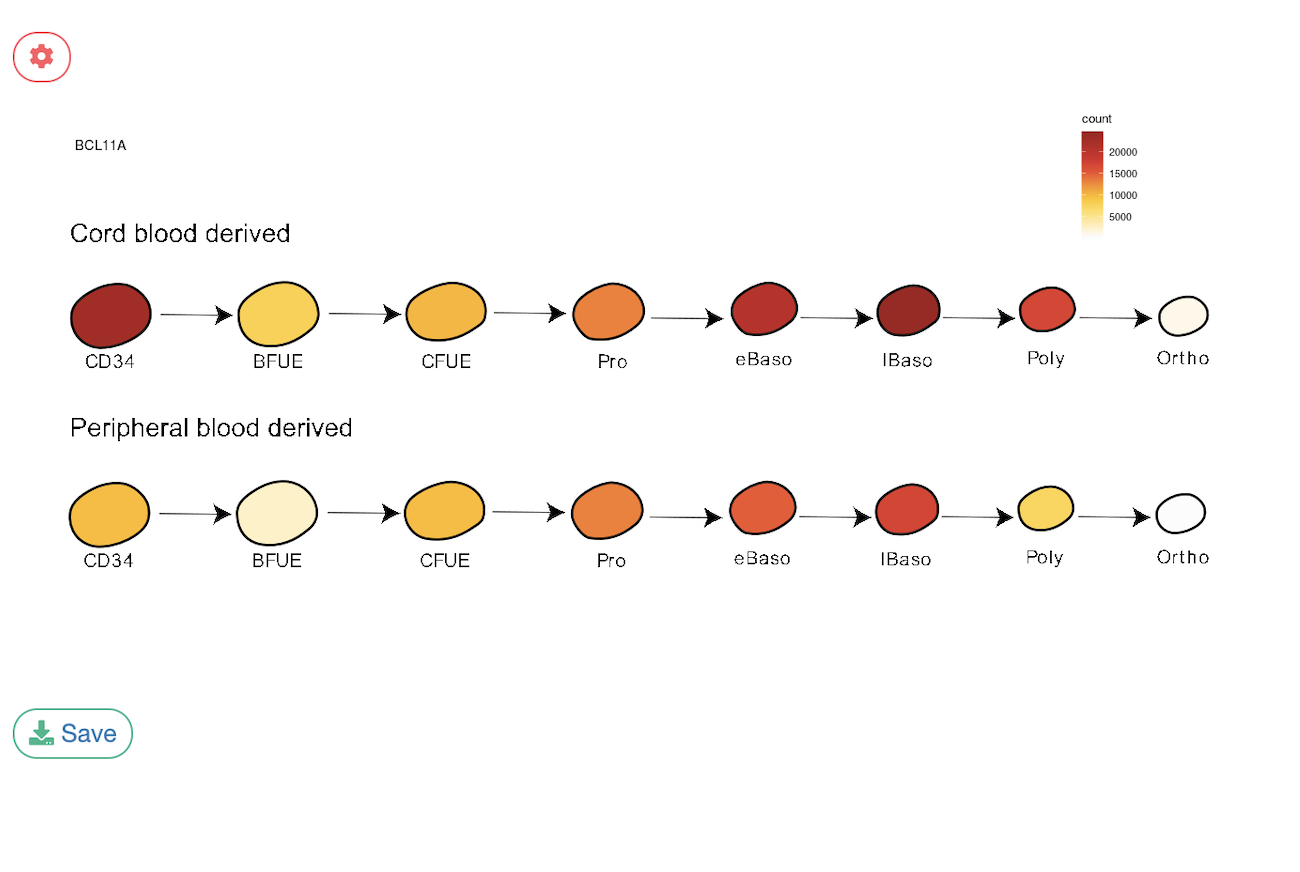 count
20000
BCL11A
15000
10000
5000
Cord blood derived
CD34 BFUE CFUE Pro eBaso lBaso Poly Ortho
Peripheral blood derived
CD34 BFUE CFUE Pro eBaso lBaso Poly Ortho
Save